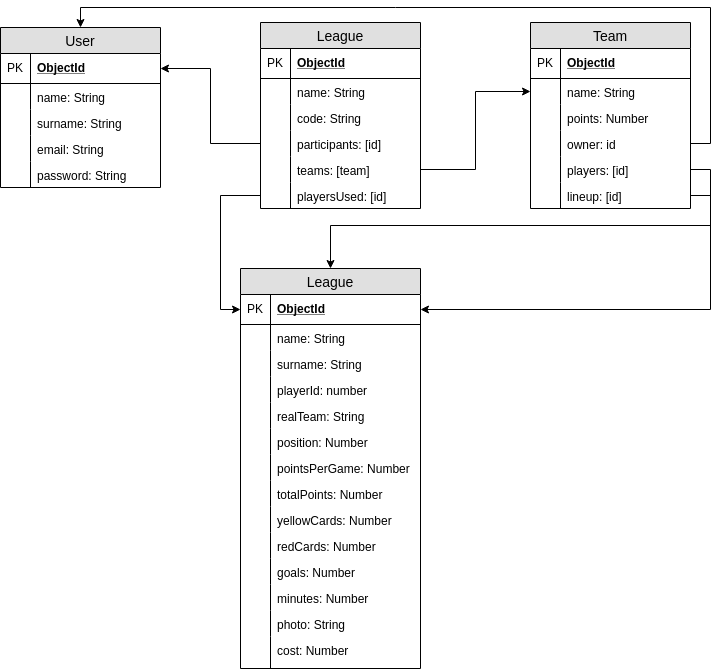 User
PK ObjectId
name: String
surname: String
email: String
password: String
League
PK ObjectId
name: String
code: String
participants: [id]
teams: [team]
playersUsed: [id]
Team
PK ObjectId
name: String
points: Number
owner: id
players: [id]
lineup: [id]
League
PK ObjectId
name: String
surname: String
playerId: number
realTeam: String
position: Number
pointsPerGame: Number
totalPoints: Number
yellowCards: Number
redCards: Number
goals: Number
minutes: Number
photo: String
cost: Number